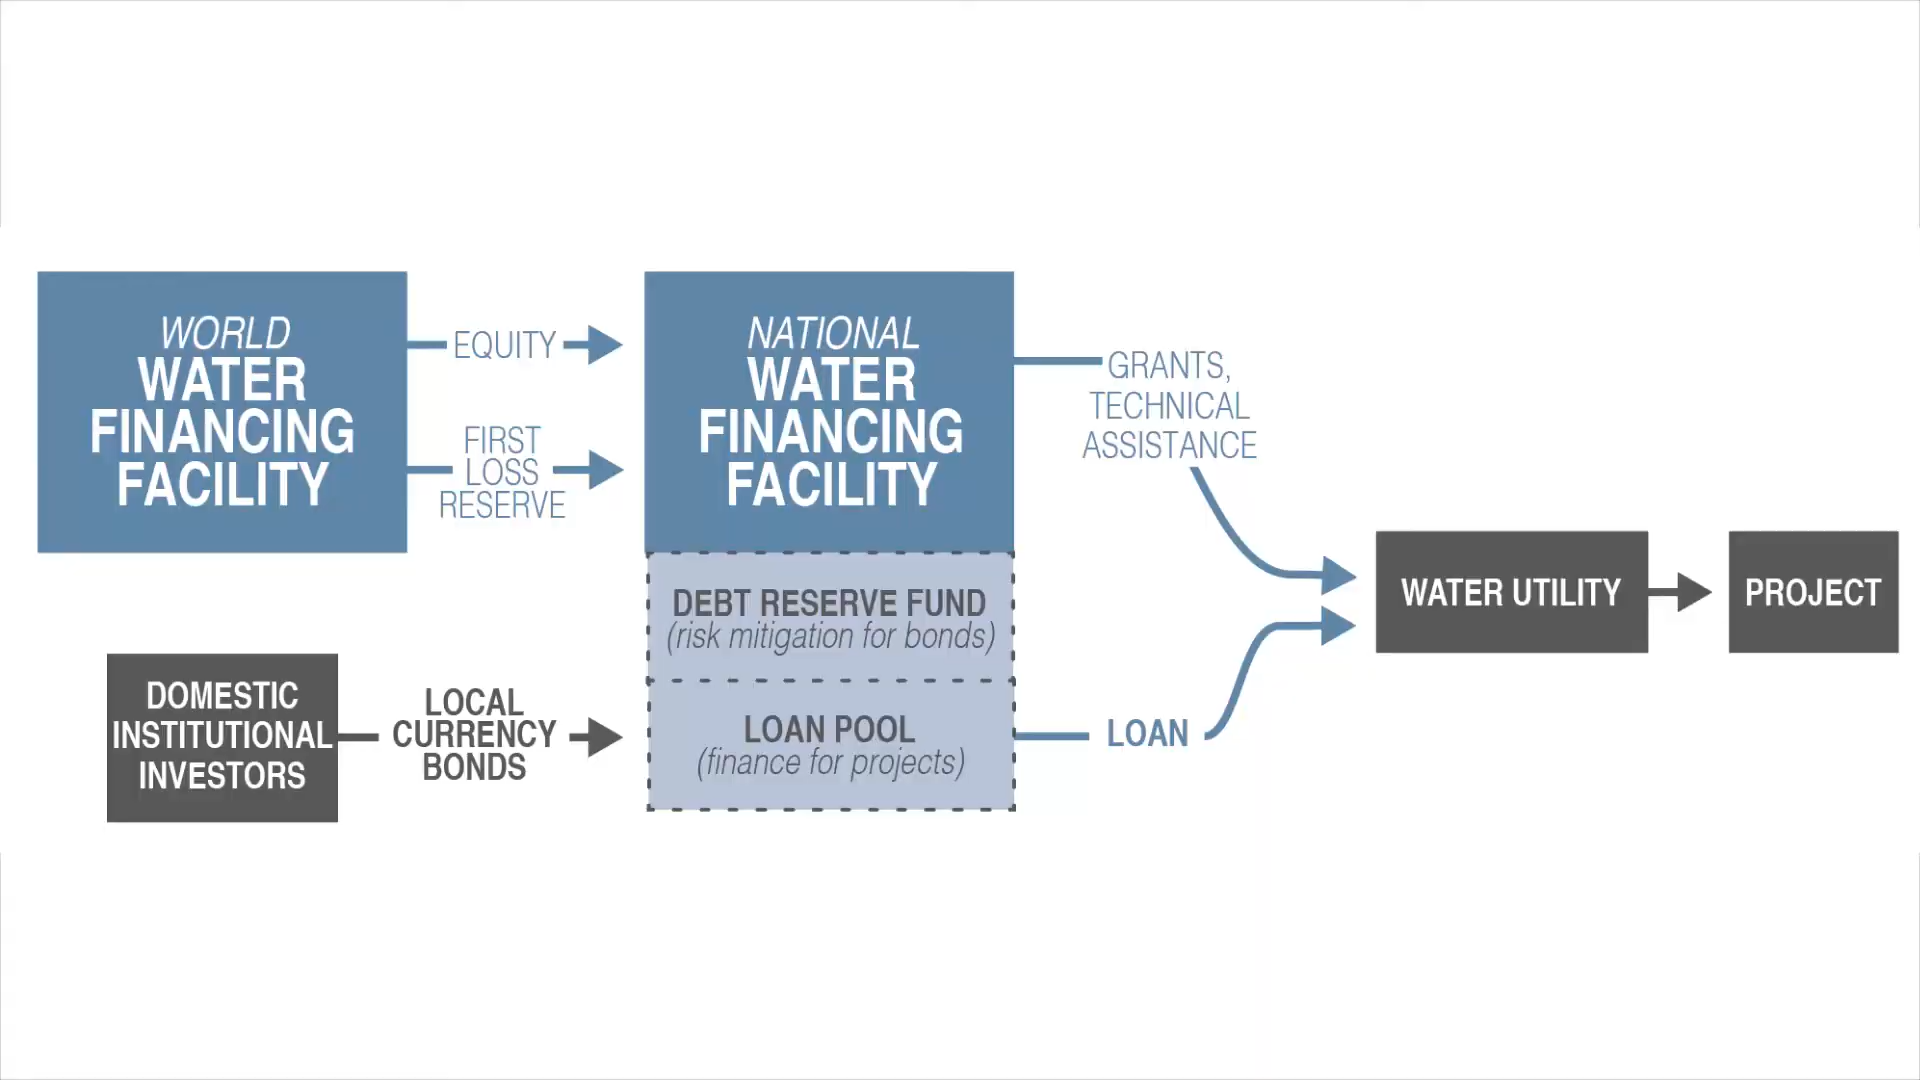 WORLD
WATER
FINANCING
FACILITY
EQUITY
FIRST
LOSS
RESERVE
NATIONAL
WATER
FINANCING
FACILITY
GRANTS,
TECHNICAL
ASSISTANCE
DEBT RESERVE FUND
(risk mitigation for bonds)
WATER UTILITY
PROJECT
DOMESTIC
INSTITUTIONAL
INVESTORS
LOCAL
CURRENCY
BONDS
LOAN POOL
(finance for projects)
LOAN